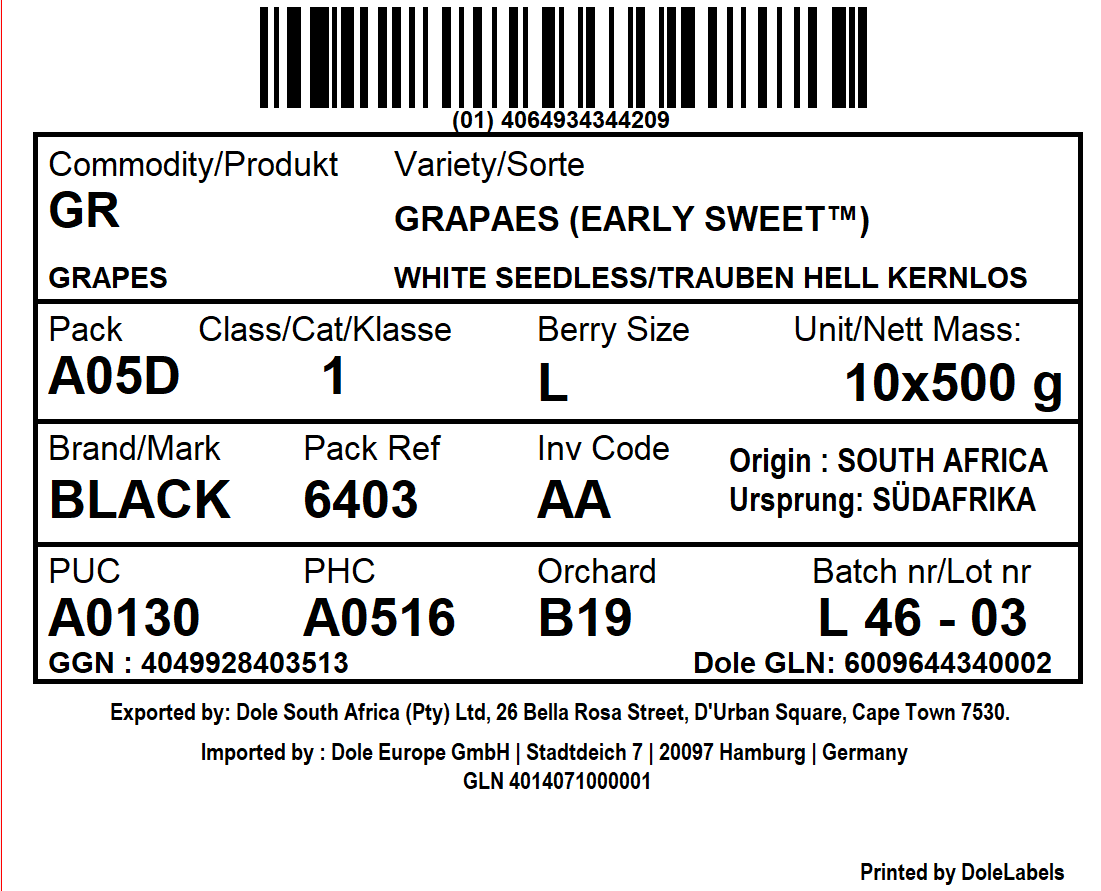 (01) 4064934344209
Commodity/Produkt Variety/Sorte
GR GRAPAES (EARLY SWEET™)
GRAPES WHITE SEEDLESS/TRAUBEN HELL KERNLOS
Pack Class/Cat/Klasse Berry Size Unit/Nett Mass:
A05D 1 L 10x500 g
Brand/Mark Pack Ref Inv Code Origin : SOUTH AFRICA
BLACK 6403 AA Ursprung: SÜDAFRIKA
PUC PHC Orchard Batch nr/Lot nr
A0130 A0516 B19 L 46 - 03
GGN : 4049928403513 Dole GLN: 6009644340002
Exported by: Dole South Africa (Pty) Ltd, 26 Bella Rosa Street, D'Urban Square, Cape Town 7530.
Imported by : Dole Europe GmbH | Stadtdeich 7 | 20097 Hamburg | Germany
GLN 4014071000001
Printed by DoleLabels